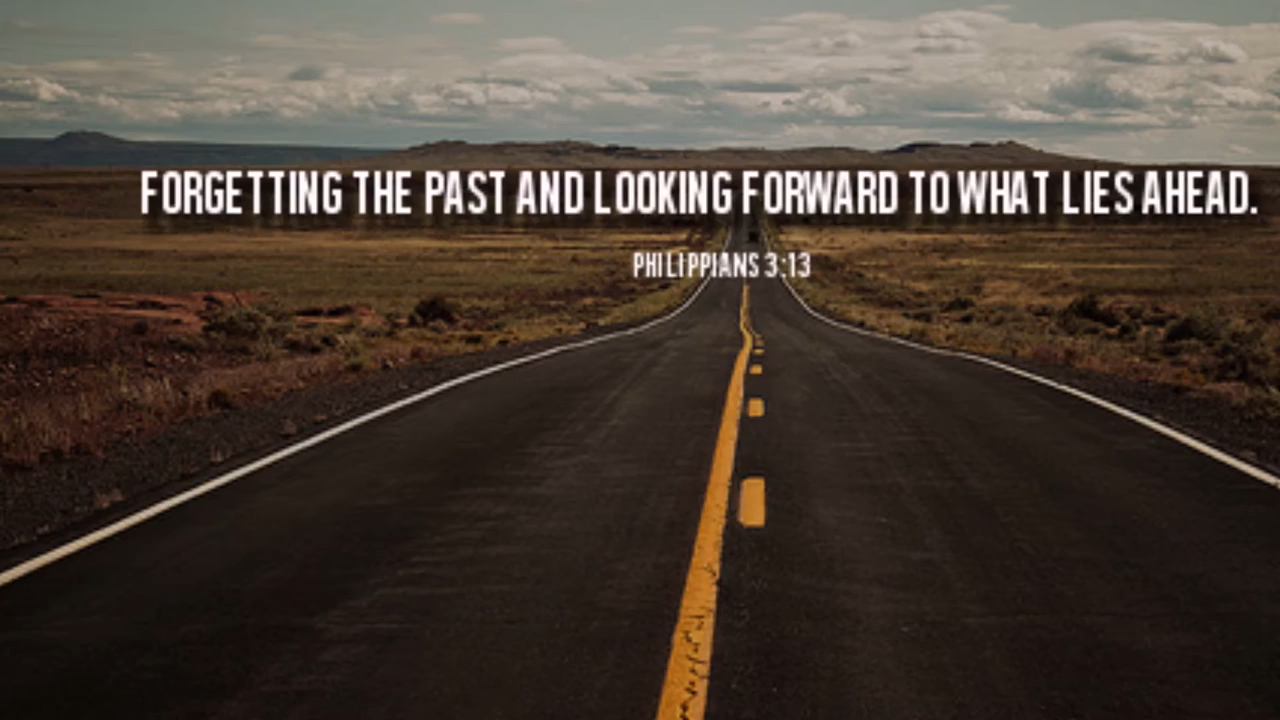 FORGETTING THE PAST AND LOOKING FORWARD TO WHAT LIES AHEAD.
PHILIPPIANS 3:13